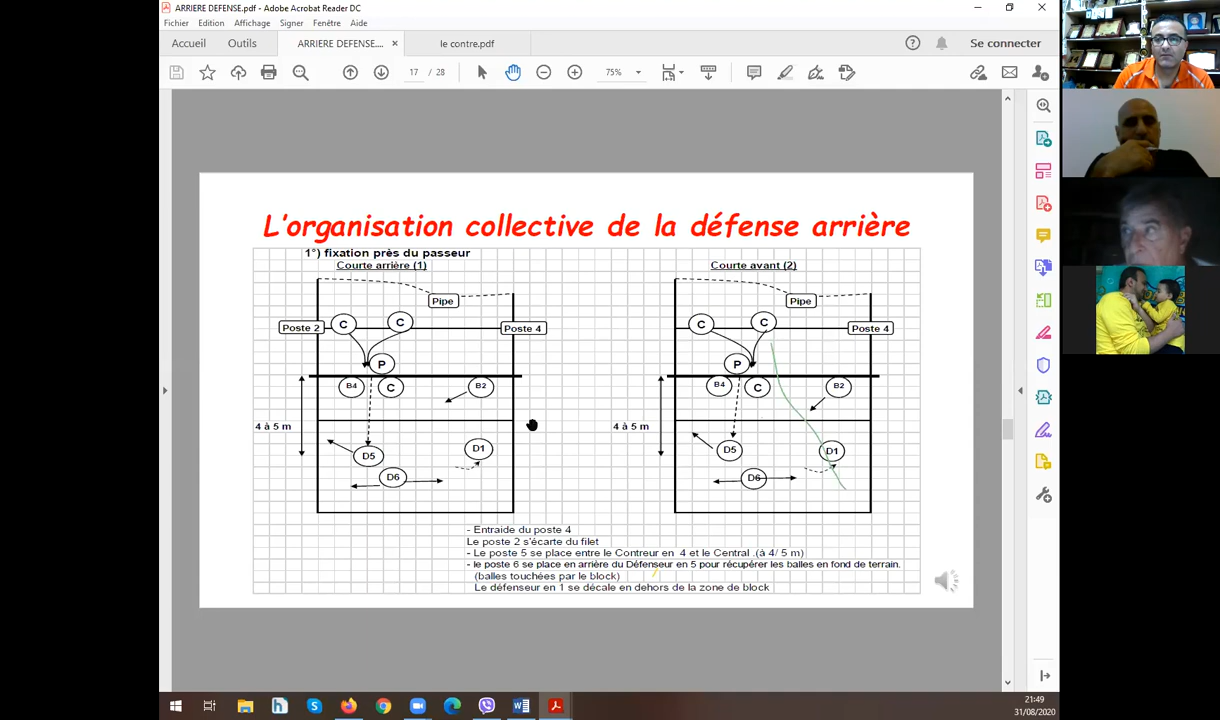 ARRIERE DEFENSE.pdf - Adobe Acrobat Reader DC
Fichier Edition Affichage Signer Fenêtre Aide
Accueil Outils ARRIERE DEFENSE.... × le contre.pdf Se connecter
17 / 28 75%
L'organisation collective de la défense arrière
1°) fixation près du passeur
Courte arrière (1) Courte avant (2)
Pipe Pipe
Poste 2 C C Poste 4 C C Poste 4
P P
B4 C B2 B4 C B2
4 à 5 m 4 à 5 m
D5 D1 D5 D1
D6 D6
- Entraide du poste 4
Le poste 2 s'écarte du filet
- Le poste 5 se place entre le Contreur en 4 et le Central .(à 4/ 5 m)
- le poste 6 se place en arrière du Défenseur en 5 pour récupérer les balles en fond de terrain.
(balles touchées par le block)
Le défenseur en 1 se décale en dehors de la zone de block
21:49
31/08/2020